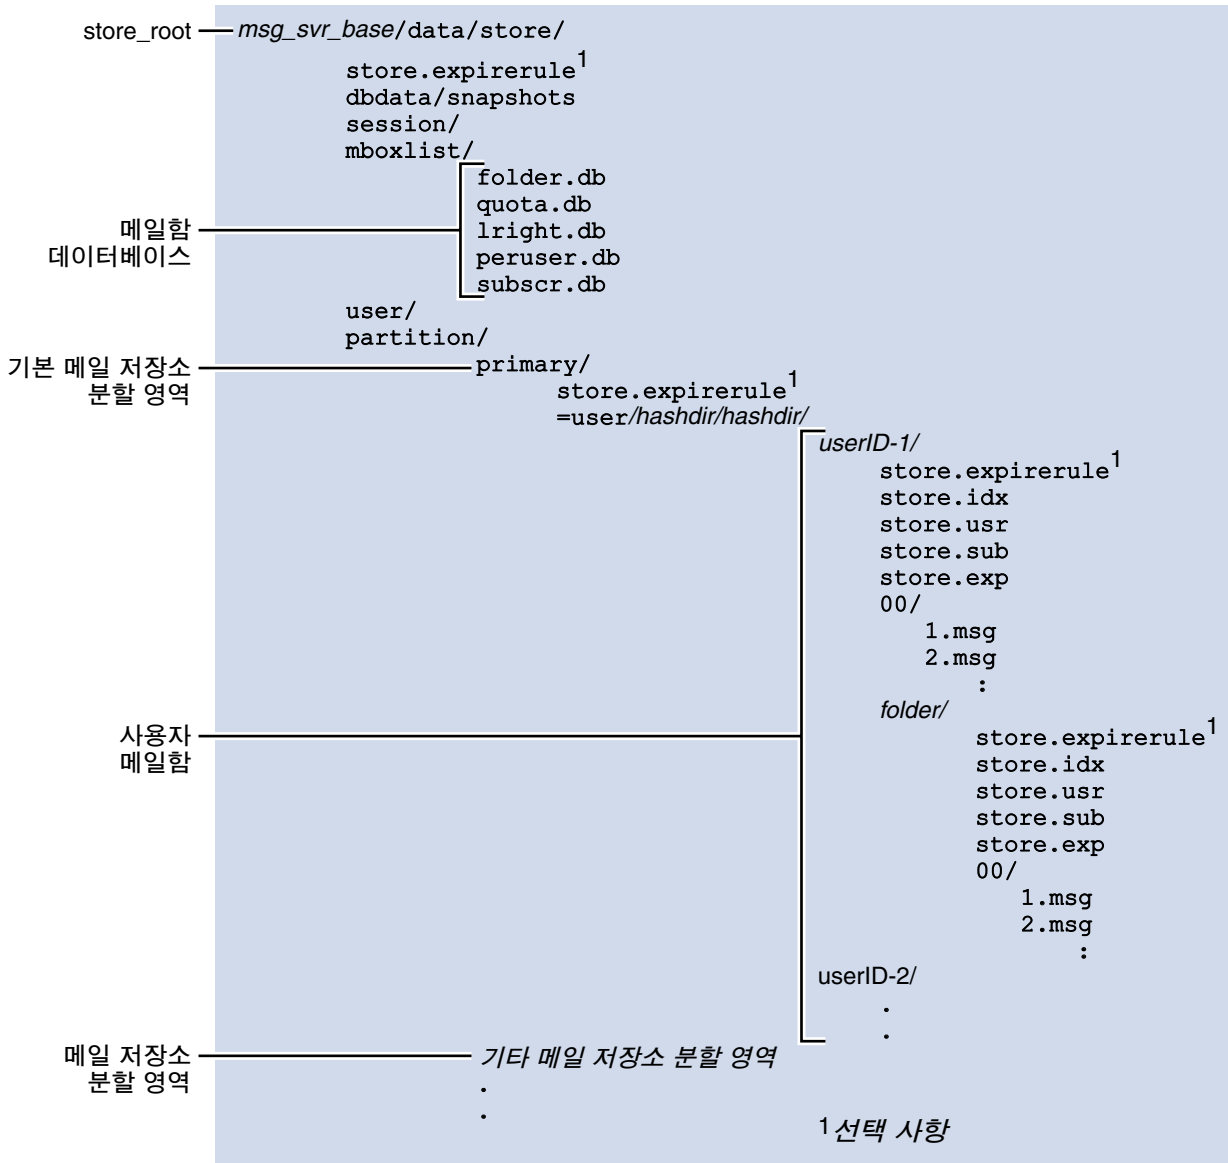 store_root msg_svr_base/data/store/
store.expirerule1
dbdata/snapshots
session/
mboxlist/
folder.db
quota.db
lright.db
peruser.db
subscr.db
메일함
데이터베이스
user/
partition/
기본 메일 저장소
분할 영역
primary/
store.expirerule1
=user/hashdir/hashdir/
사용자
메일함
userID-1/
store.expirerule1
store.idx
store.usr
store.sub
store.exp
00/
1.msg
2.msg
:
folder/
store.expirerule1
store.idx
store.usr
store.sub
store.exp
00/
1.msg
2.msg
:
userID-2/
.
.
메일 저장소
분할 영역
기타 메일 저장소 분할 영역
.
.
1선택 사항